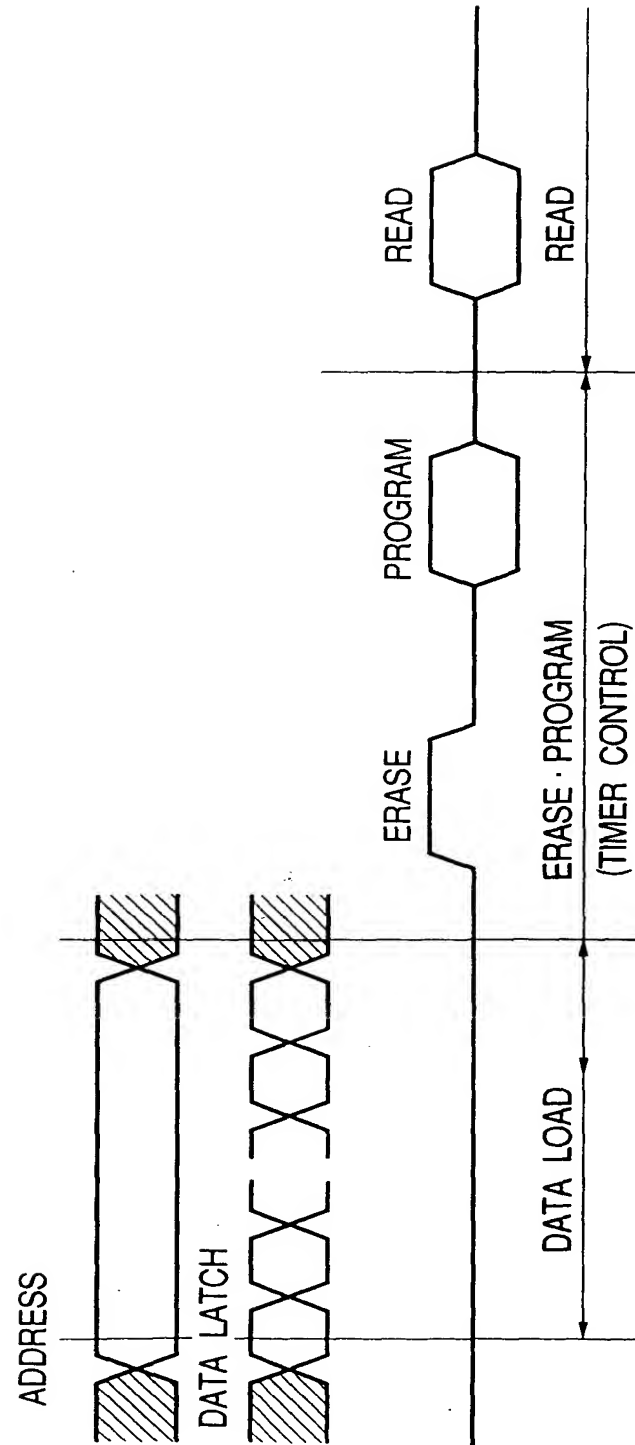 ADDRESS
DATA LATCH
ERASE
PROGRAM
READ
DATA LOAD
ERASE · PROGRAM
(TIMER CONTROL)
READ